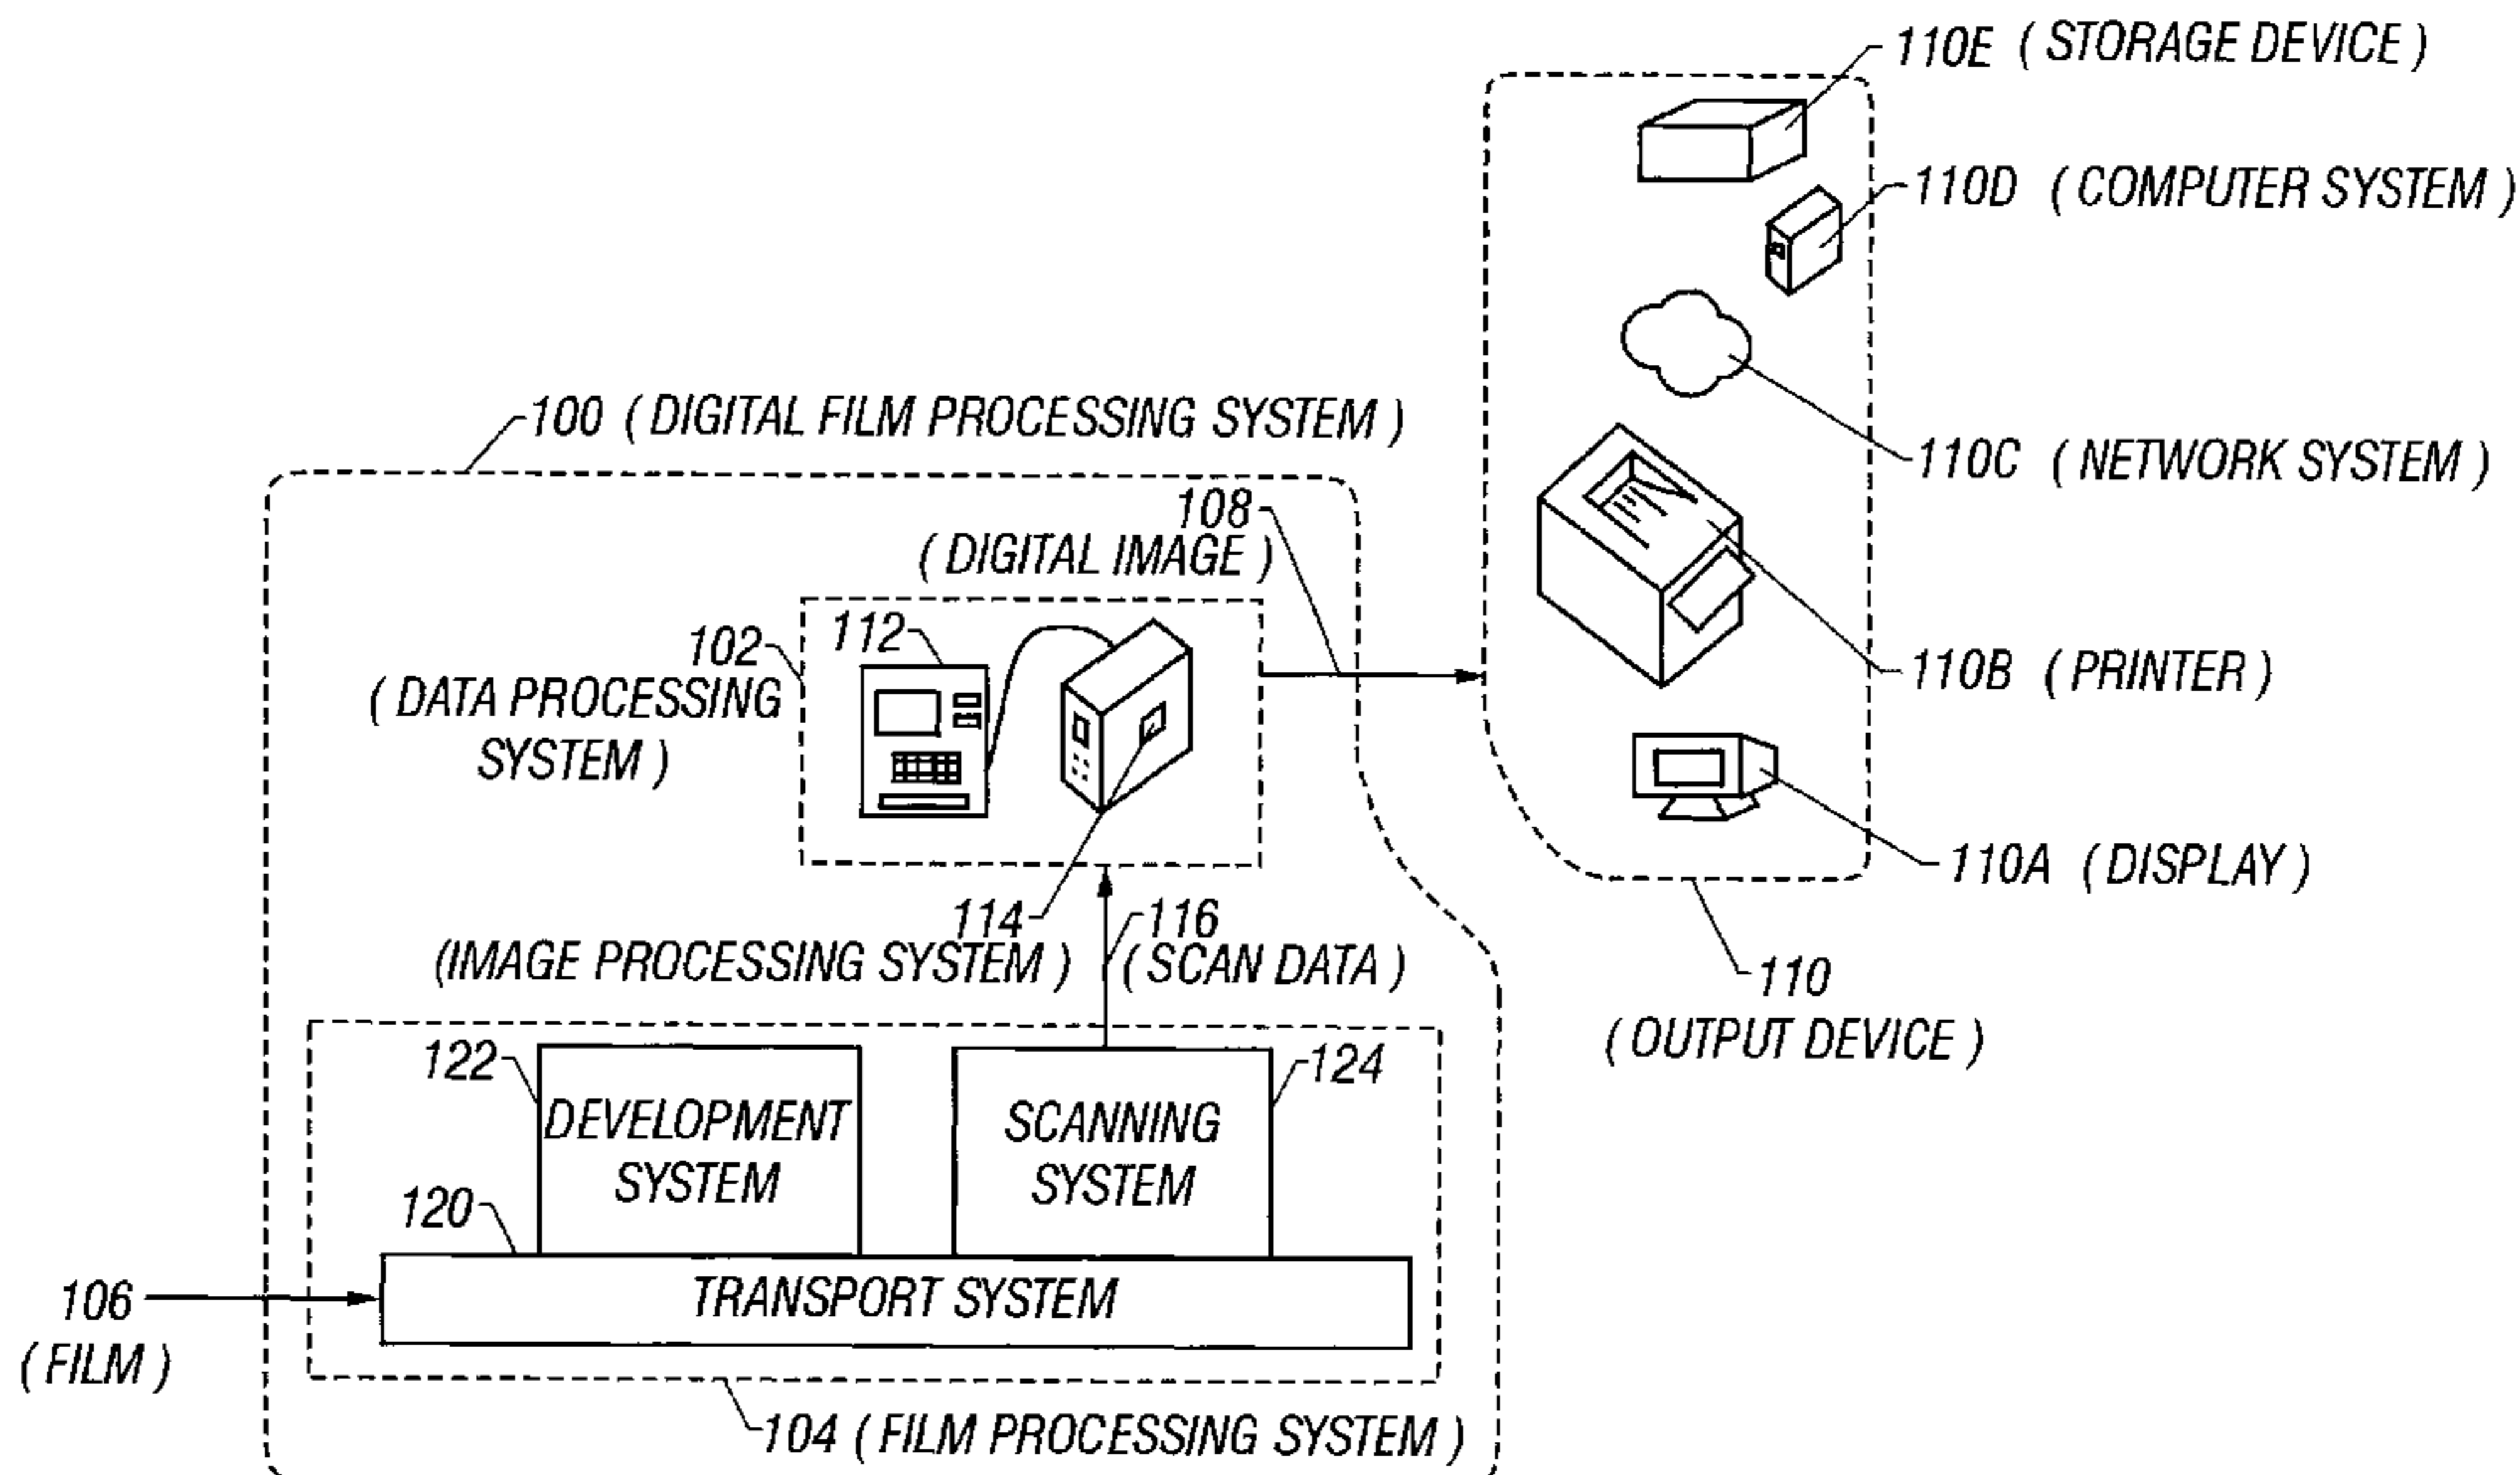 110E ( STORAGE DEVICE )
110D ( COMPUTER SYSTEM )
110C ( NETWORK SYSTEM )
110B ( PRINTER )
110A ( DISPLAY )
110
( OUTPUT DEVICE )
100 ( DIGITAL FILM PROCESSING SYSTEM )
108
( DIGITAL IMAGE )
102
( DATA PROCESSING
SYSTEM )
112
114
(IMAGE PROCESSING SYSTEM )
116
( SCAN DATA )
122
DEVELOPMENT
SYSTEM
SCANNING
SYSTEM
124
120
TRANSPORT SYSTEM
106
( FILM )
104 ( FILM PROCESSING SYSTEM )